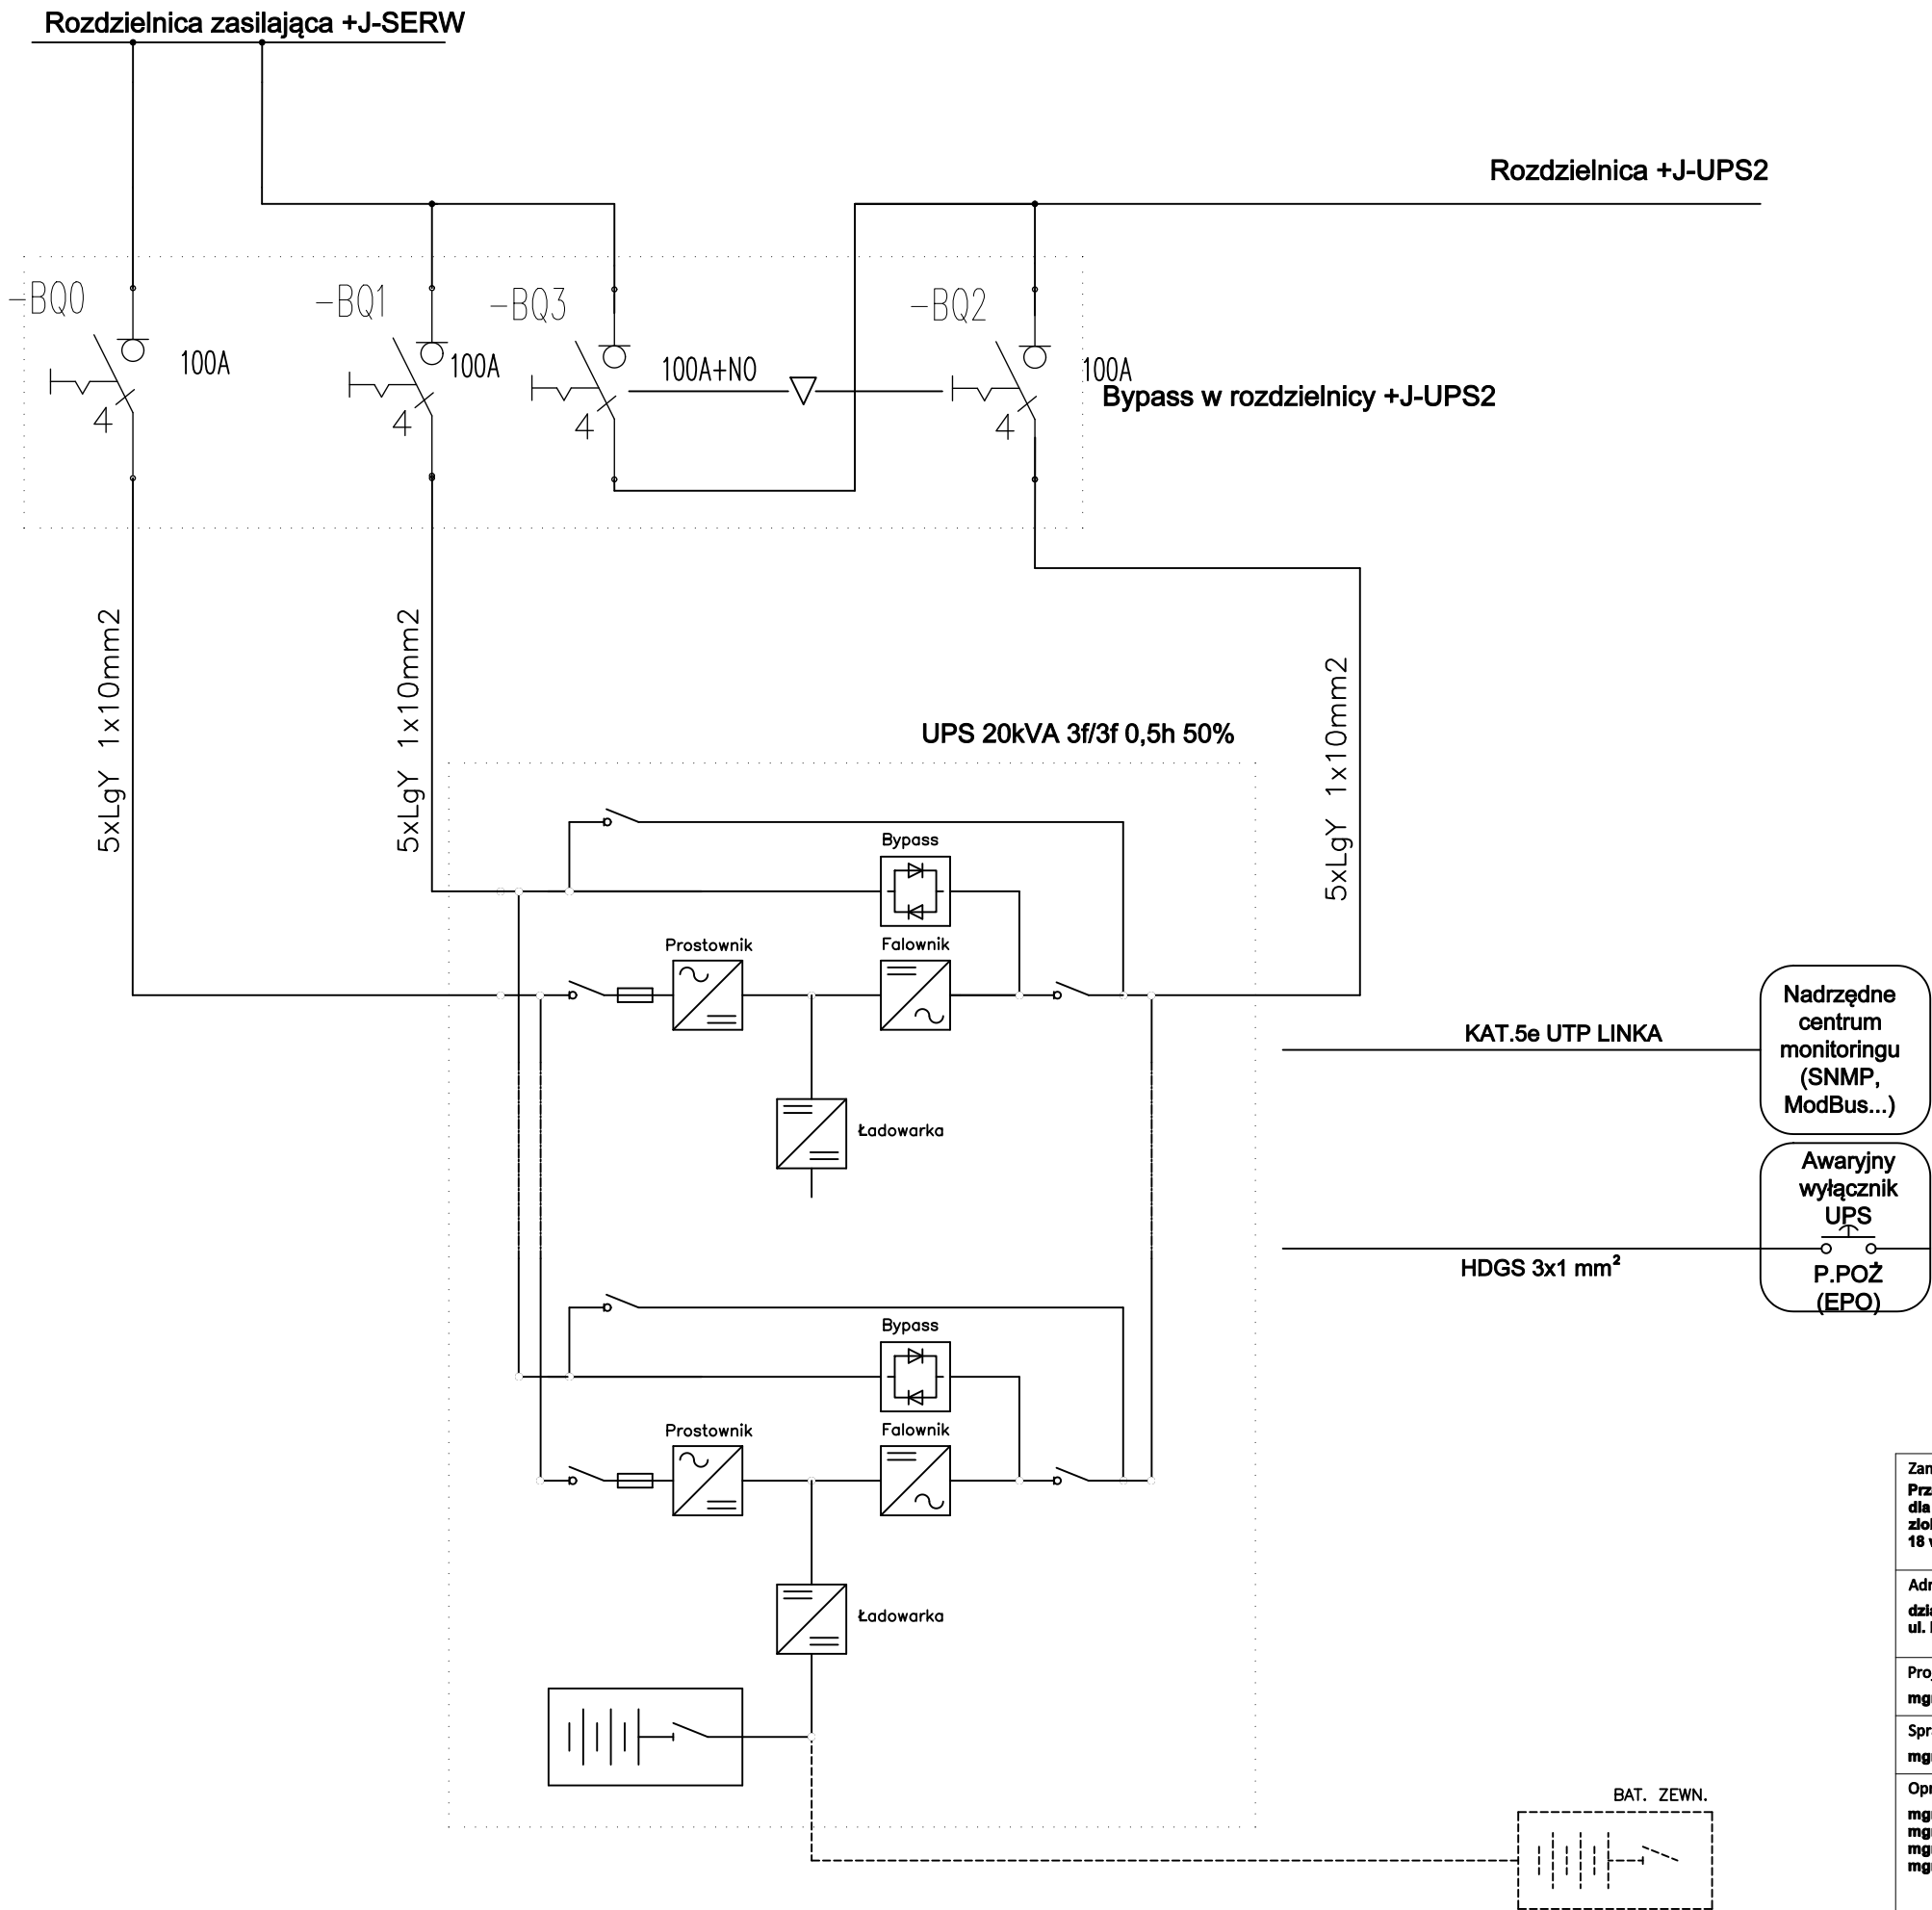 Rozdzielnica zasilająca +J-SERW
Rozdzielnica +J-UPS2
-BQ0
100A
4
-BQ1
100A
4
-BQ3
100A+NO
4
-BQ2
100A
4
Bypass w rozdzielnicy +J-UPS2
5xLgY 1x10mm2
5xLgY 1x10mm2
5xLgY 1x10mm2
UPS 20kVA 3f/3f 0,5h 50%
Bypass
Prostownik
Falownik
Ładowarka
KAT.5e UTP LINKA
Nadrzędne
centrum
monitoringu
(SNMP,
ModBus...)
HDGS 3x1 mm²
Awaryjny
wyłącznik
UPS
P.POŻ
(EPO)
Bypass
Prostownik
Falownik
Ładowarka
BAT. ZEWN.
dla
18
ul.